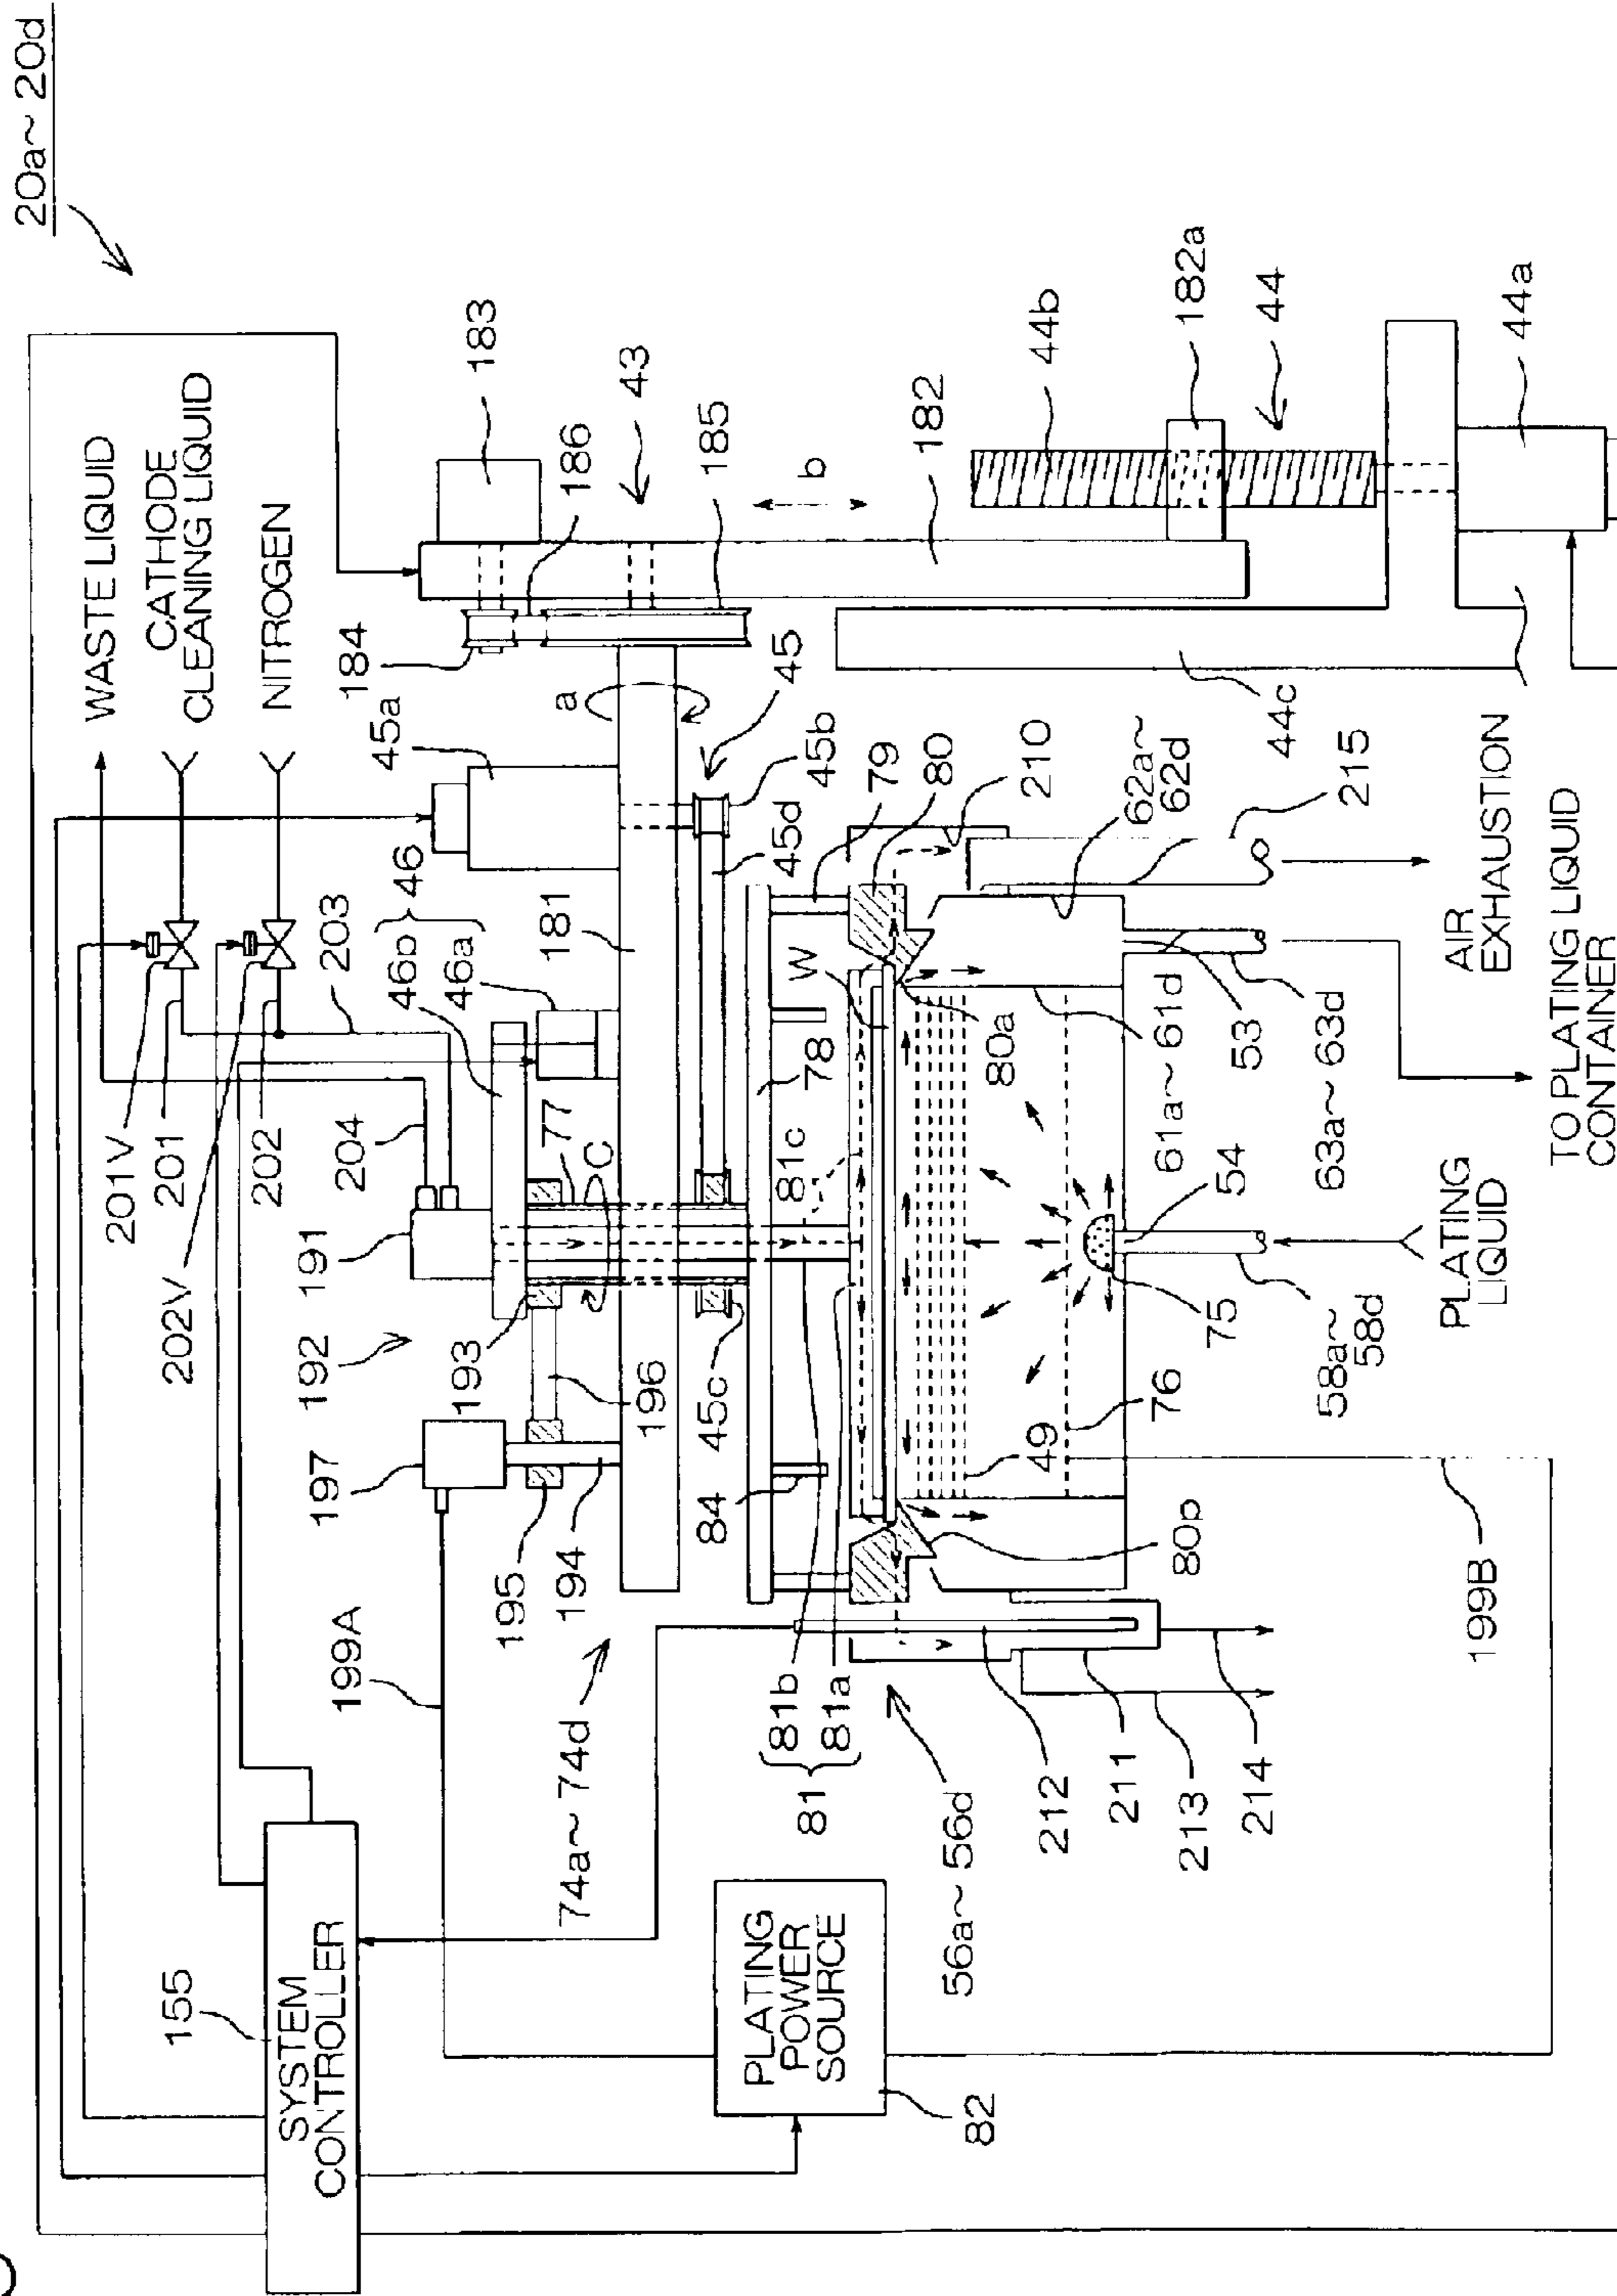 20a~20d
WASTE LIQUID
CATHODE
CLEANING LIQUID
NITROGEN
183
186
43
185
184
b
182
44b
182a
44
44a
44c
45a
a
45
45b
45d
46
46b
46a
181
203
201V
201
202
202V
204
191
192
193
77
C
196
45c
197
195
194
199A
74a~74d
84
78
81c
W
79
80
210
62a~
62d
215
80a
61a~61d
53
63a~63d
AIR
EXHAUSTION
TO PLATING LIQUID
CONTAINER
54
75
58a~
58d
PLATING
LIQUID
49
76
80p
199B
81
81b
81a
56a~56d
212
211
213
214
155
SYSTEM
CONTROLLER
PLATING
POWER
SOURCE
82